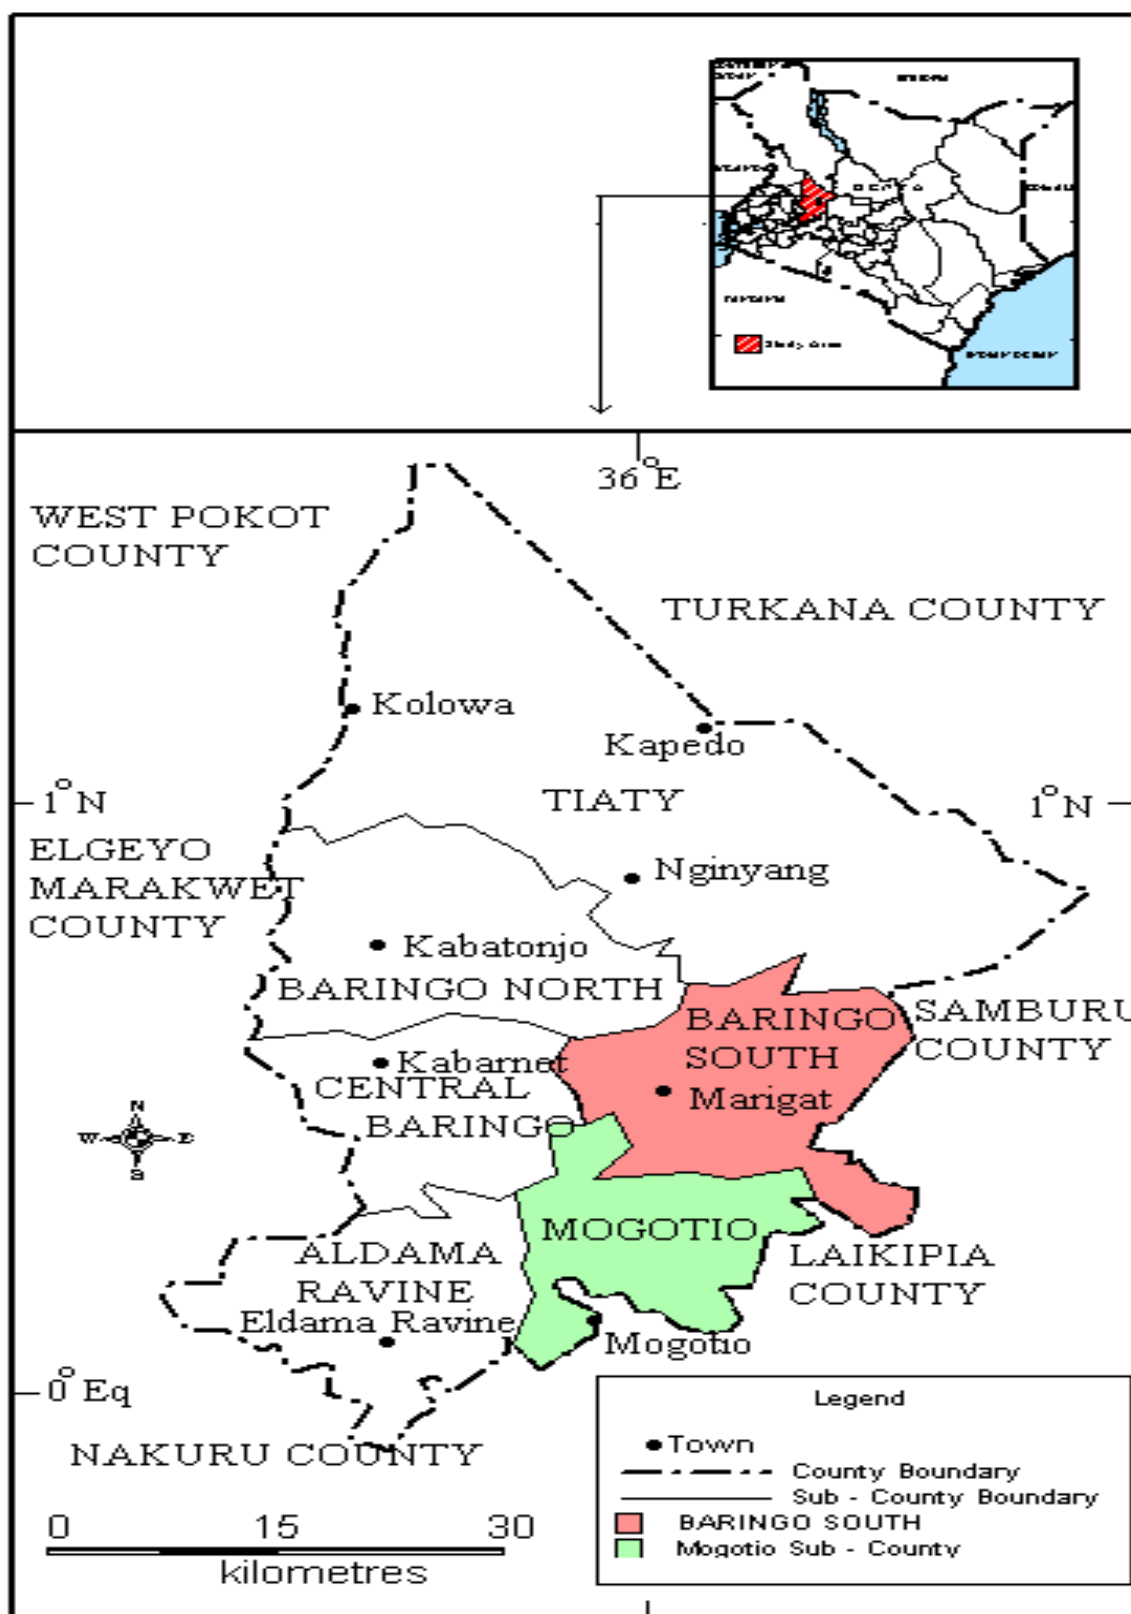 Study Area
36°E
WEST POKOT
COUNTY
TURKANA COUNTY
Kolowa
Kapedo
TIATY
1°N
1°N
ELGEYO
MARAKWET
COUNTY
Nginyang
Kabatonjo
BARINGO NORTH
BARINGO
SOUTH
SAMBURU
COUNTY
Kabarnet
CENTRAL
BARINGO
Marigat
N
W
E
S
MOGOTIO
ALDAMA
RAVINE
LAIKIPIA
COUNTY
Eldama Ravine
Mogotio
0° Eq
NAKURU COUNTY
Legend
Town
County Boundary
Sub - County Boundary
BARINGO SOUTH
Mogotio Sub - County
0 15 30
kilometres